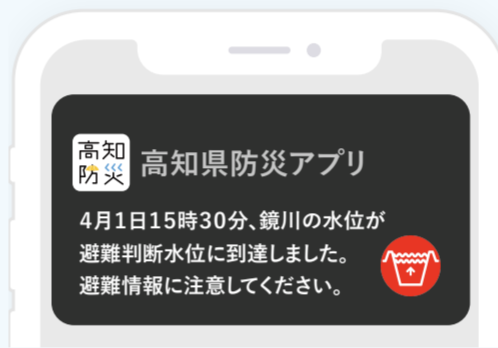 高知
防災
高知県防災アプリ
4月1日15時30分、鏡川の水位が
避難判断水位に到達しました。
避難情報に注意してください。